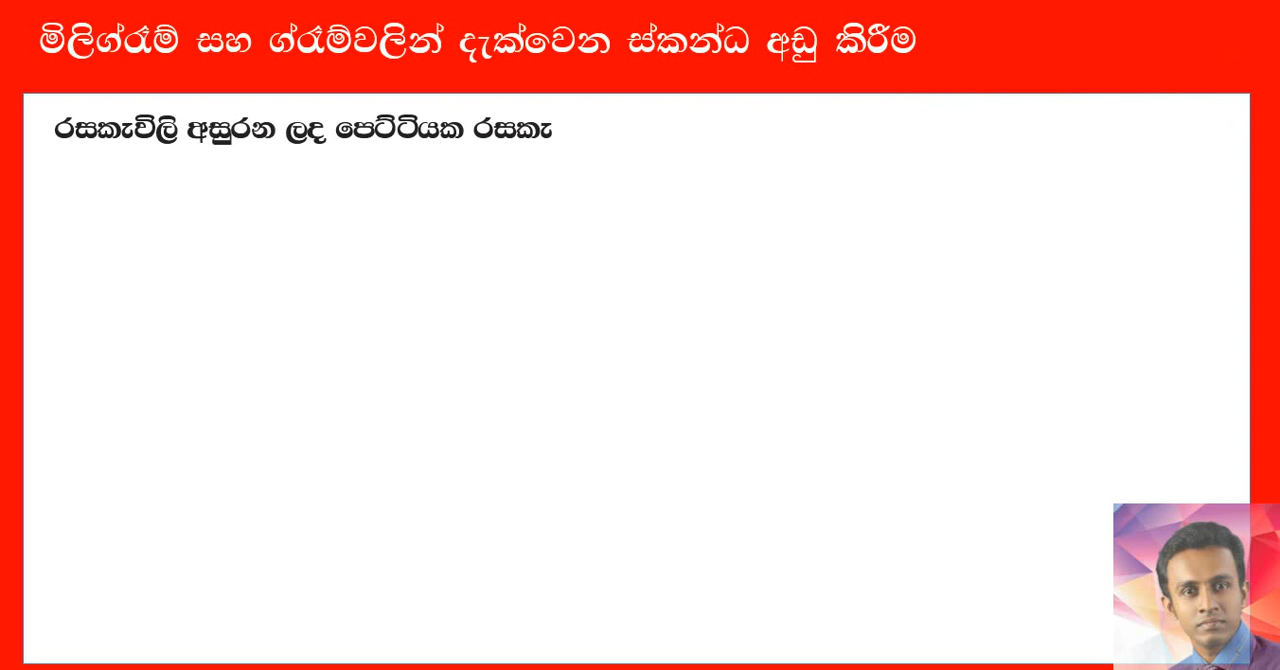 මිලිග්රෑම් සහ ග්රෑම්වලින් දැක්වෙන ස්කන්ධ අඩු කිරීම
රසකැවිලි අසුරන ලද පෙට්ටියක රසකැ